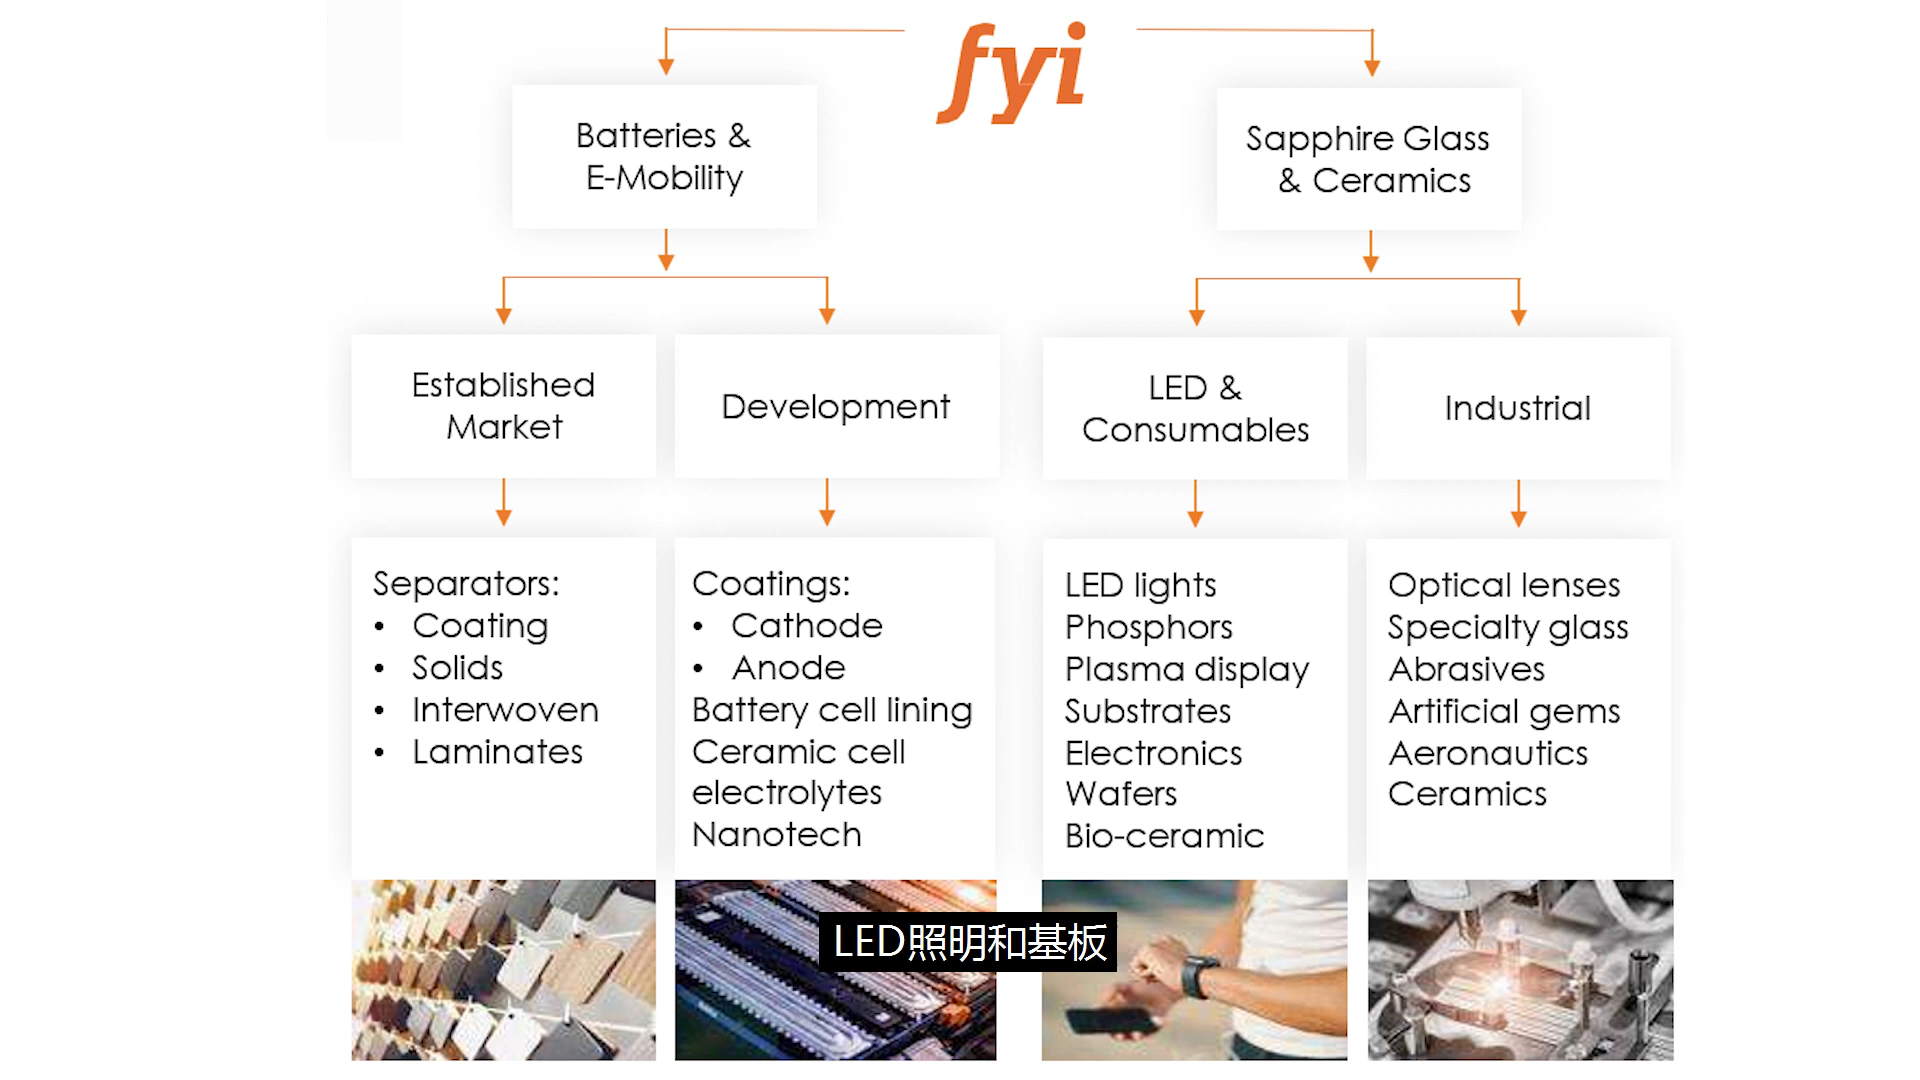 fyi
Batteries &
E-Mobility
Sapphire Glass
& Ceramics
Established
Market
Development
LED &
Consumables
Industrial
Separators:
• Coating
• Solids
• Interwoven
• Laminates
Coatings:
• Cathode
• Anode
Battery cell lining
Ceramic cell
electrolytes
Nanotech
LED lights
Phosphors
Plasma display
Substrates
Electronics
Wafers
Bio-ceramic
Optical lenses
Specialty glass
Abrasives
Artificial gems
Aeronautics
Ceramics
LED照明和基板